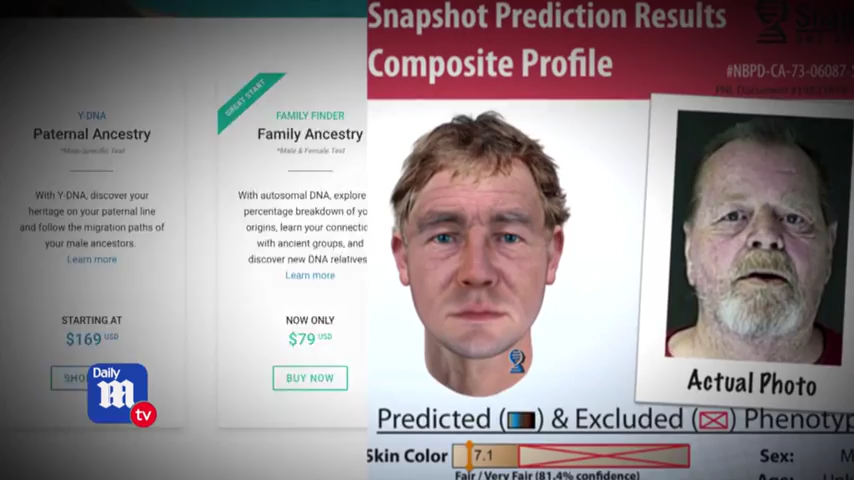 Y-DNA
Paternal Ancestry
*Male-Specific Test
With Y-DNA, discover your
heritage on your paternal line
and follow the migration paths of
your male ancestors.
Learn more
STARTING AT
$169 USD
GREAT START
FAMILY FINDER
Family Ancestry
*Male & Female Test
With autosomal DNA, explore
percentage breakdown of yo
origins, learn your connectio
with ancient groups, and
discover new DNA relatives
Learn more
NOW ONLY
$79 USD
BUY NOW
Daily
M
tv
Snapshot Prediction Results
Composite Profile
#NBPD-CA-73-06087-
Actual Photo
Predicted ( ) & Excluded ( ) Phenotyp
Skin Color
7.1
Fair / Very Fair (81.4% confidence)
Sex: M